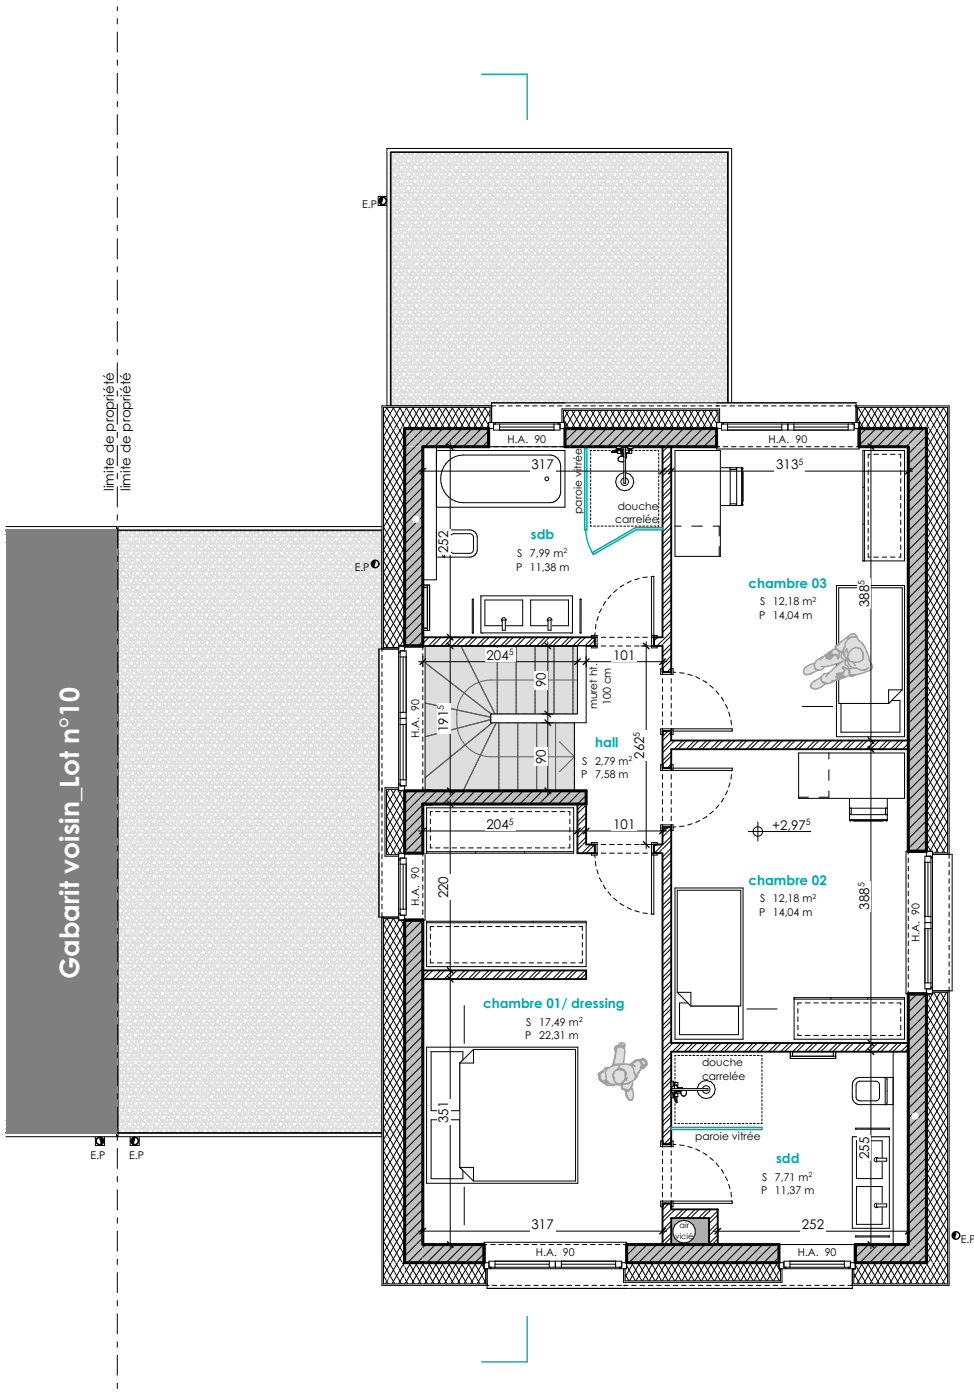 E.P
limite de propriété
limite de propriété
H.A. 90
H.A. 90
317
313⁵
paroie vitrée
douche
carrelée
sdb
S 7,99 m²
P 11,38 m
252
E.P
chambre 03
S 12,18 m²
P 14,04 m
388⁵
204⁵
101
90
muret ht.
100 cm
H.A. 90
191⁵
hall
S 2,79 m²
P 7,58 m
262⁵
90
Gabarit voisin_Lot n°10
204⁵
101
+2,97⁵
H.A. 90
220
chambre 02
S 12,18 m²
P 14,04 m
388⁵
H.A. 90
chambre 01/ dressing
S 17,49 m²
P 22,31 m
douche
carrelée
351
paroie vitrée
255
sdd
S 7,71 m²
P 11,37 m
E.P
E.P
317
air
vicié
252
E.P
H.A. 90
H.A. 90